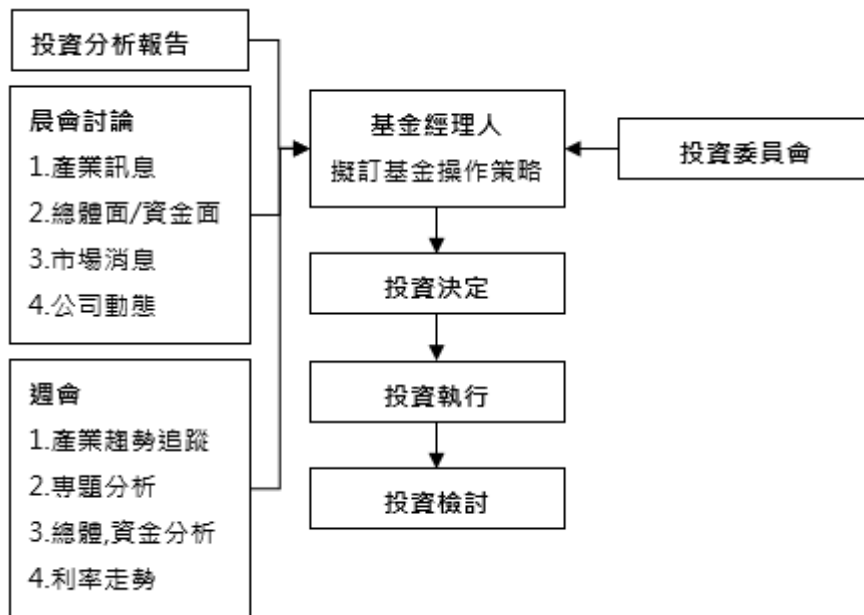 投資分析報告
晨會討論
1.產業訊息
2.總體面/資金面
3.市場消息
4.公司動態
週會
1.產業趨勢追蹤
2.專題分析
3.總體,資金分析
4.利率走勢
基金經理人
擬訂基金操作策略
投資決定
投資執行
投資檢討
投資委員會